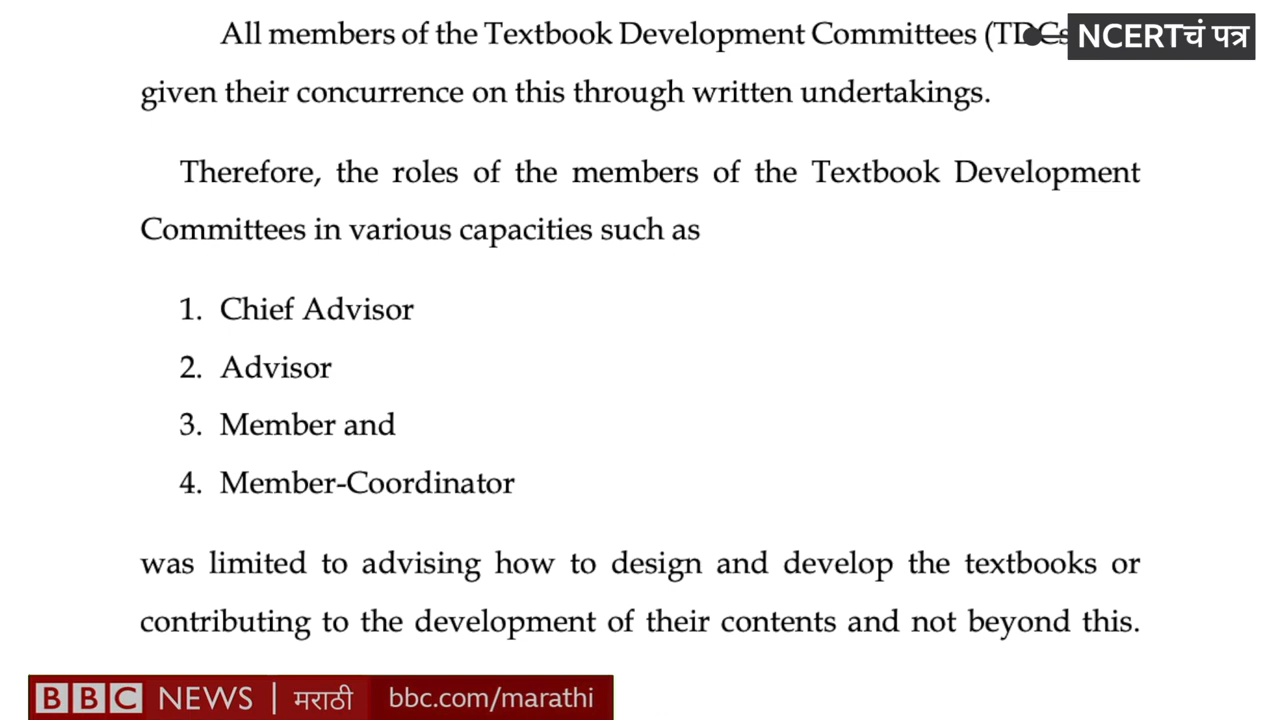 All members of the Textbook Development Committees (TDCs
NCERTचं पत्र
given their concurrence on this through written undertakings.
Therefore, the roles of the members of the Textbook Development
Committees in various capacities such as
1. Chief Advisor
2. Advisor
3. Member and
4. Member-Coordinator
was limited to advising how to design and develop the textbooks or
contributing to the development of their contents and not beyond this.
BBC NEWS | मराठी bbc.com/marathi